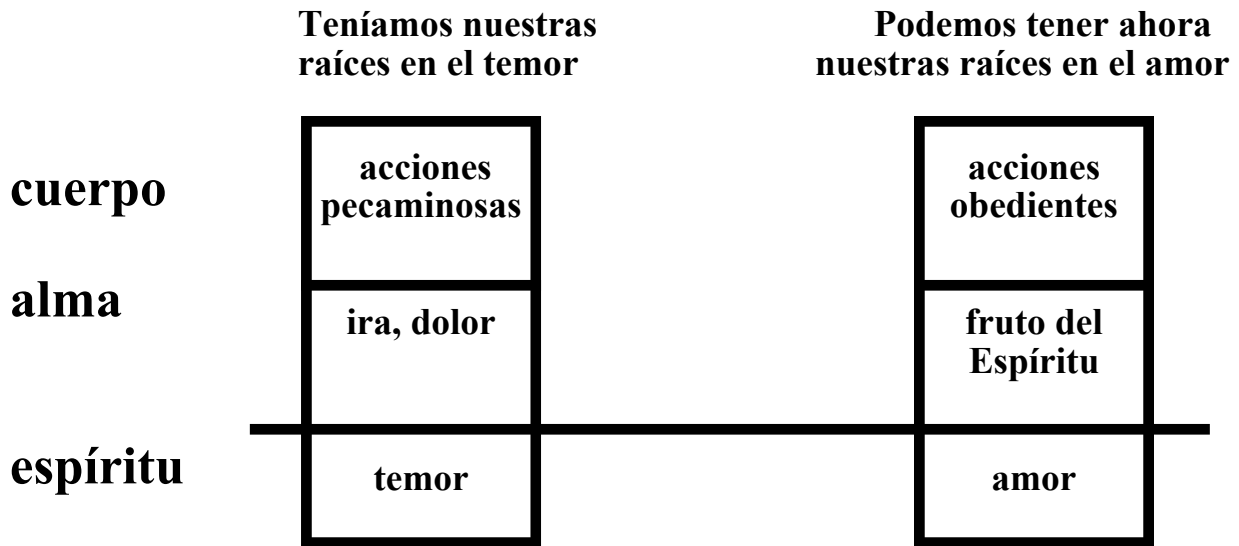 Teníamos nuestras
raíces en el temor
Podemos tener ahora
nuestras raíces en el amor
cuerpo
acciones
pecaminosas
acciones
obedientes
alma
ira, dolor
fruto del
Espíritu
espíritu
temor
amor